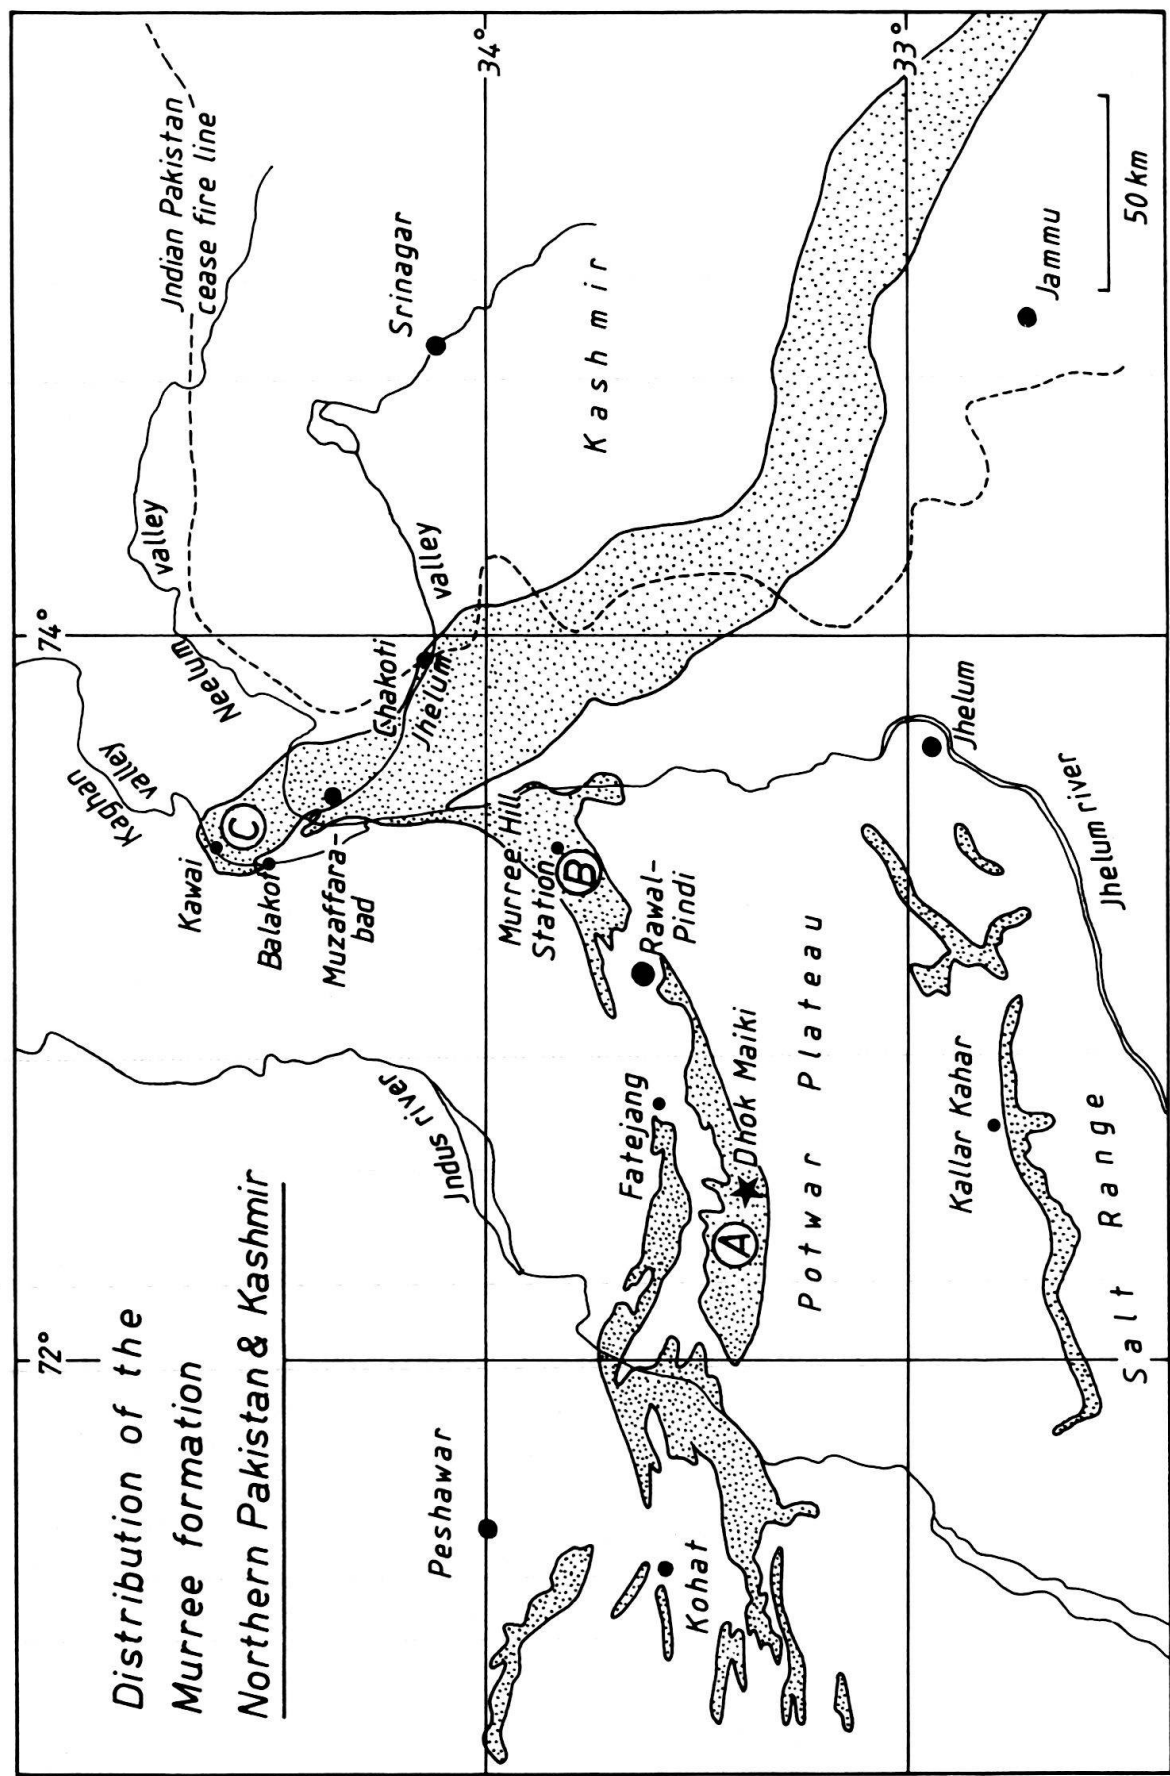 Distribution of the
Murree formation
Northern Pakistan & Kashmir
72°
74°
34°
33°
Jndian Pakistan
cease fire line
Kaghan
valley
Neelum
valley
Kawai
Balakot
Muzaffara-
bad
C
Chakoti
Jhelum
valley
Srinagar
Kashmir
Jndus river
Peshawar
Murree Hill
Station
B
Rawal-
Pindi
Fatejang
A
Dhok Maiki
Potwar Plateau
Kohat
Kallar Kahar
Salt Range
Jhelum
Jhelum river
Jammu
50 km